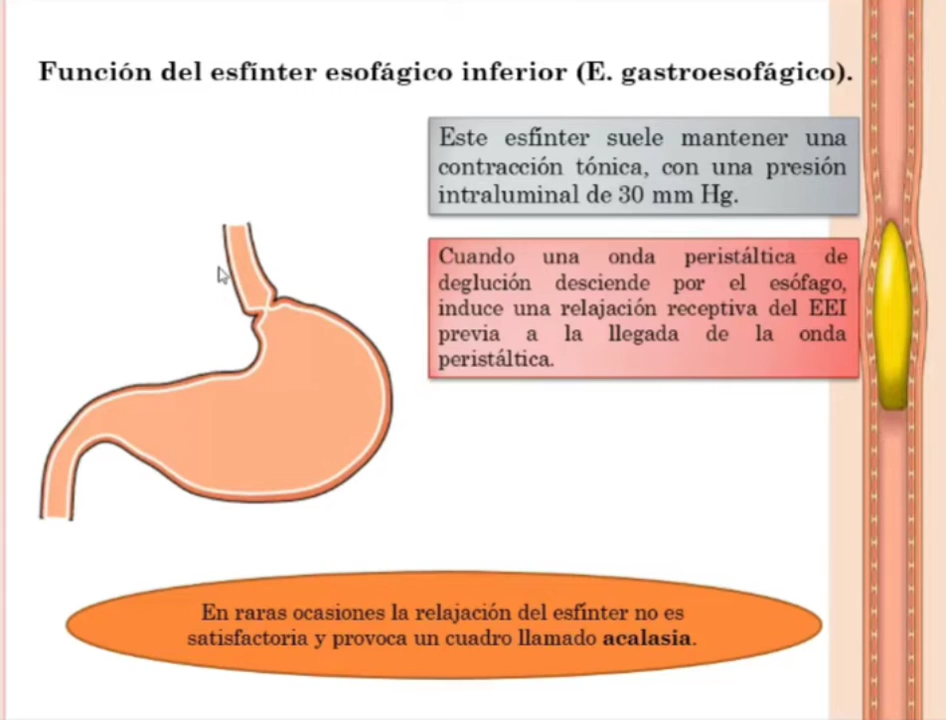 Función del esfínter esofágico inferior (E. gastroesofágico).
Este esfínter suele mantener una
contracción tónica, con una presión
intraluminal de 30 mm Hg.
Cuando una onda peristáltica de
deglución desciende por el esófago,
induce una relajación receptiva del EEI
previa a la llegada de la onda
peristáltica.
En raras ocasiones la relajación del esfínter no es
satisfactoria y provoca un cuadro llamado acalasia.